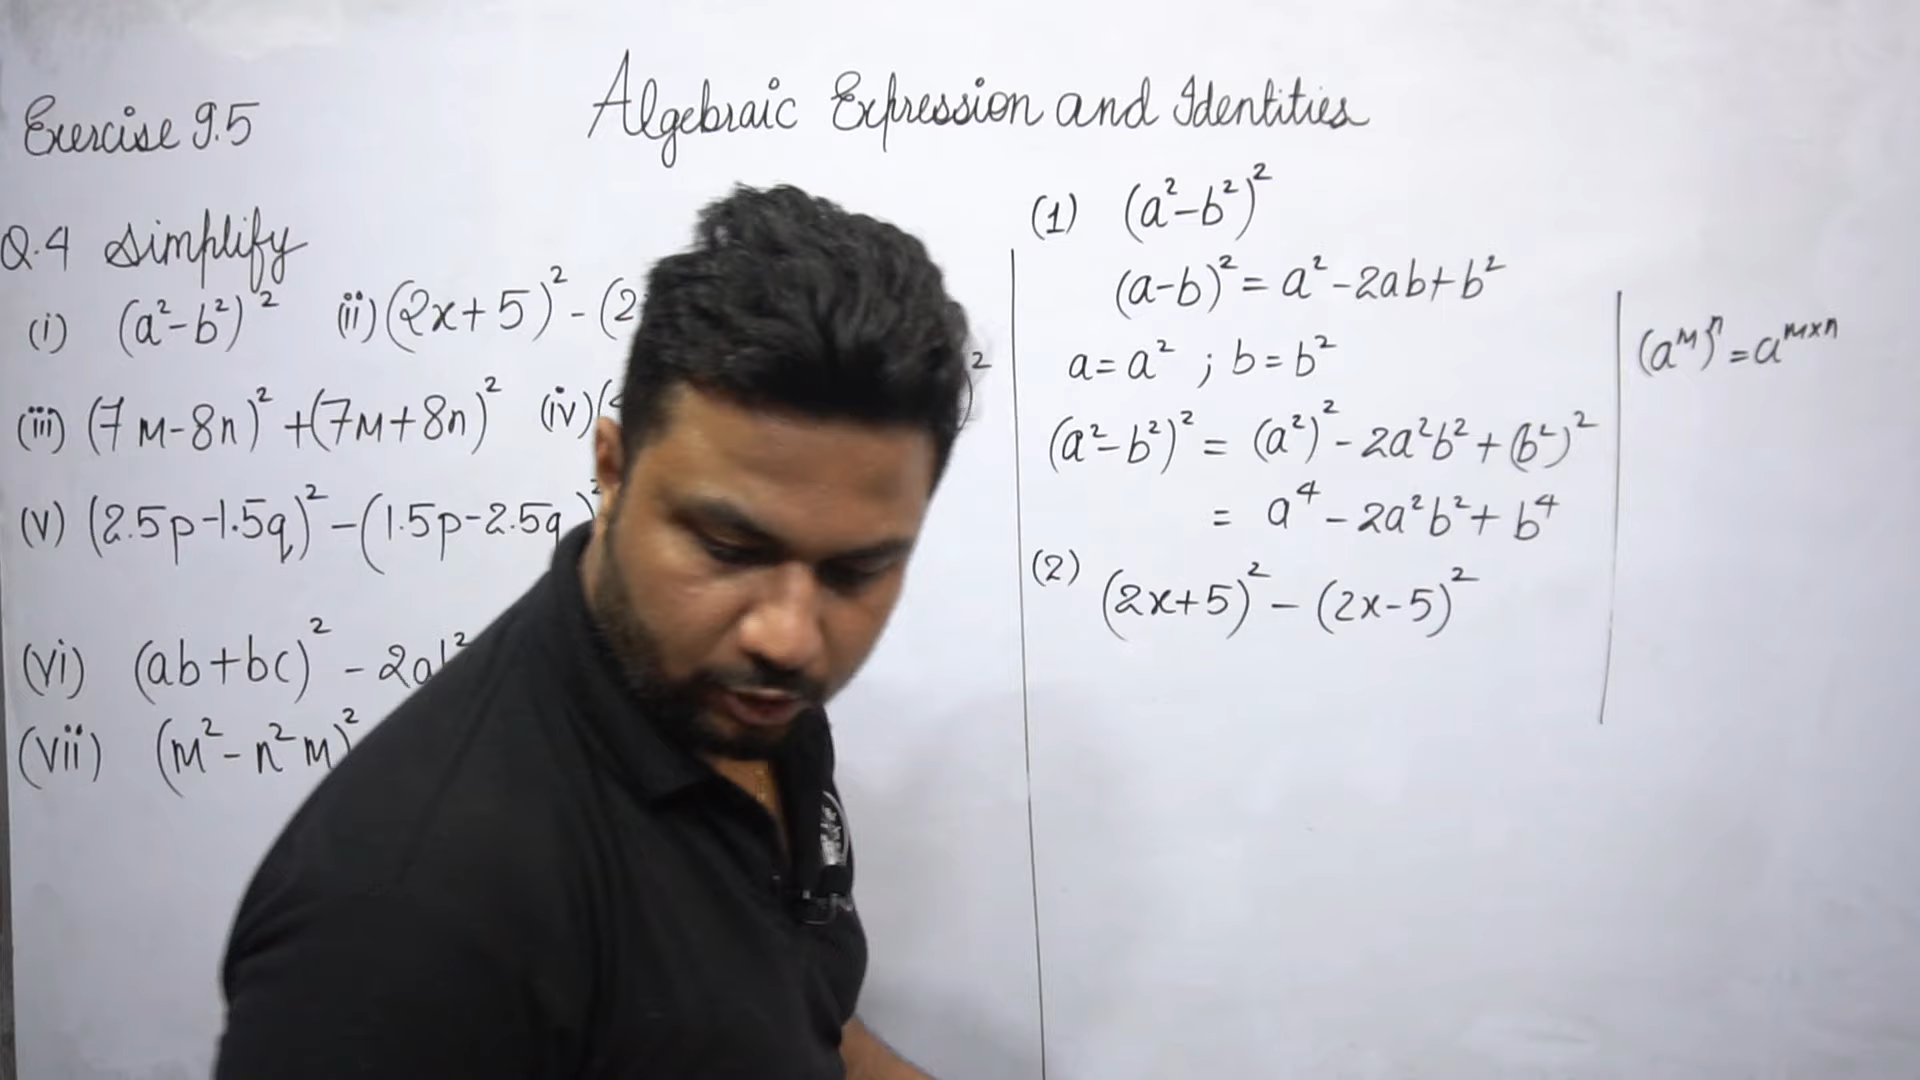 Algebraic Expression and Identities
Exercise 9.5
Q.4 Simplify
(i) (a²-b²)² (ii) (2x+5)² - (2
(iii) (7m-8n)² + (7m+8n)² (iv) (
(v) (2.5p-1.5q)² - (1.5p-2.5q)²
(vi) (ab+bc)² - 2ab²
(vii) (m²-n²m)²
(1) (a²-b²)²
(a-b)² = a² - 2ab + b²
a = a² ; b = b²
(a²-b²)² = (a²)² - 2a²b² + (b²)²
= a⁴ - 2a²b² + b⁴
(2) (2x+5)² - (2x-5)²
(aᵐ)ⁿ = aᵐˣⁿ